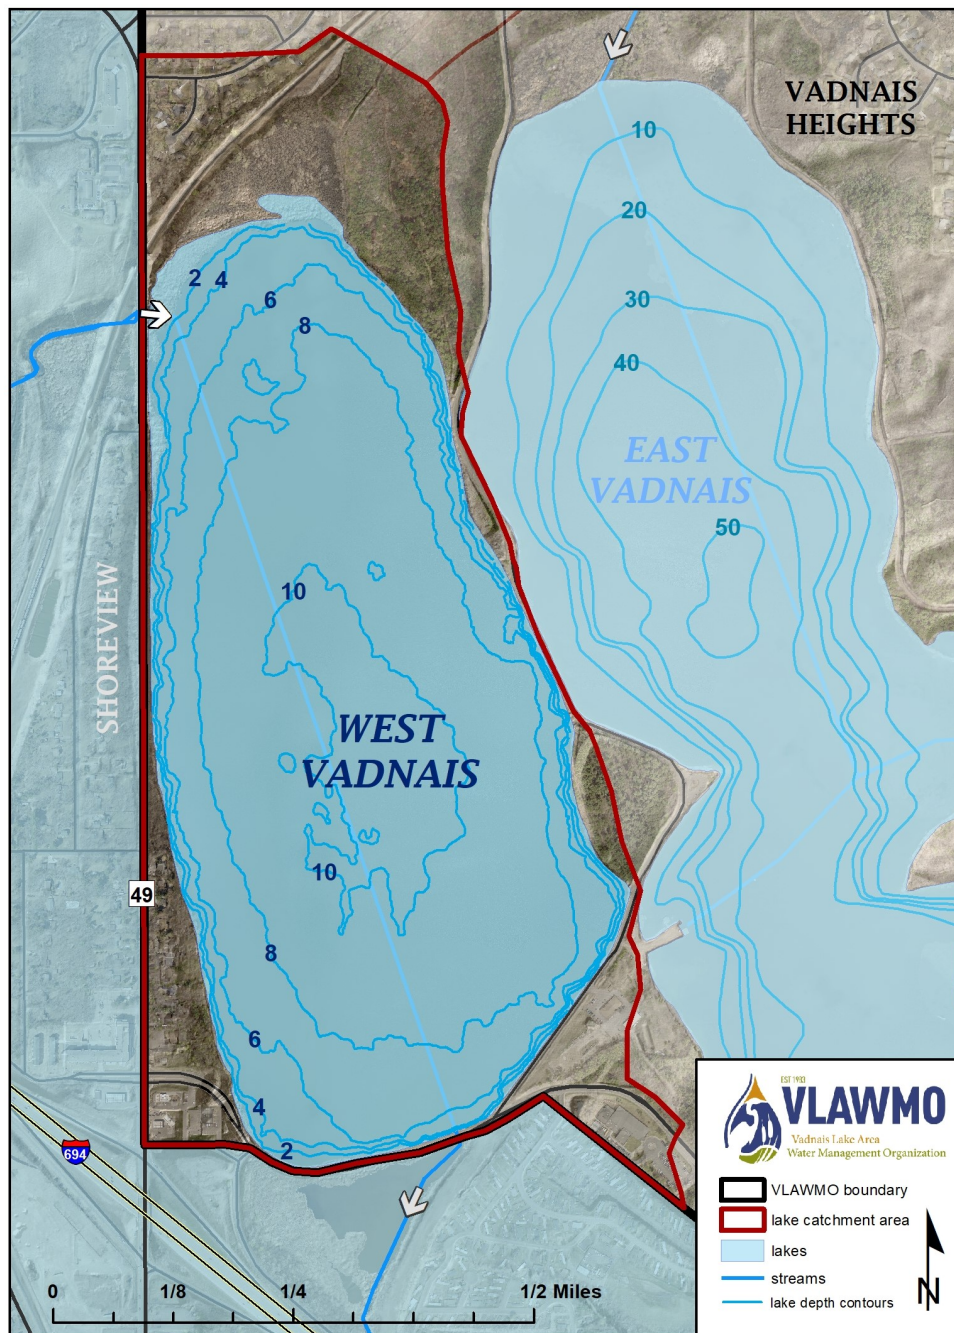 VADNAIS
HEIGHTS
10
20
30
40
50
EAST
VADNAIS
2
4
6
8
10
WEST
VADNAIS
10
8
6
4
2
SHOREVIEW
49
694
0
1/8
1/4
1/2 Miles
EST 1983
VLAWMO
Vadnais Lake Area
Water Management Organization
VLAWMO boundary
lake catchment area
lakes
streams
lake depth contours
N